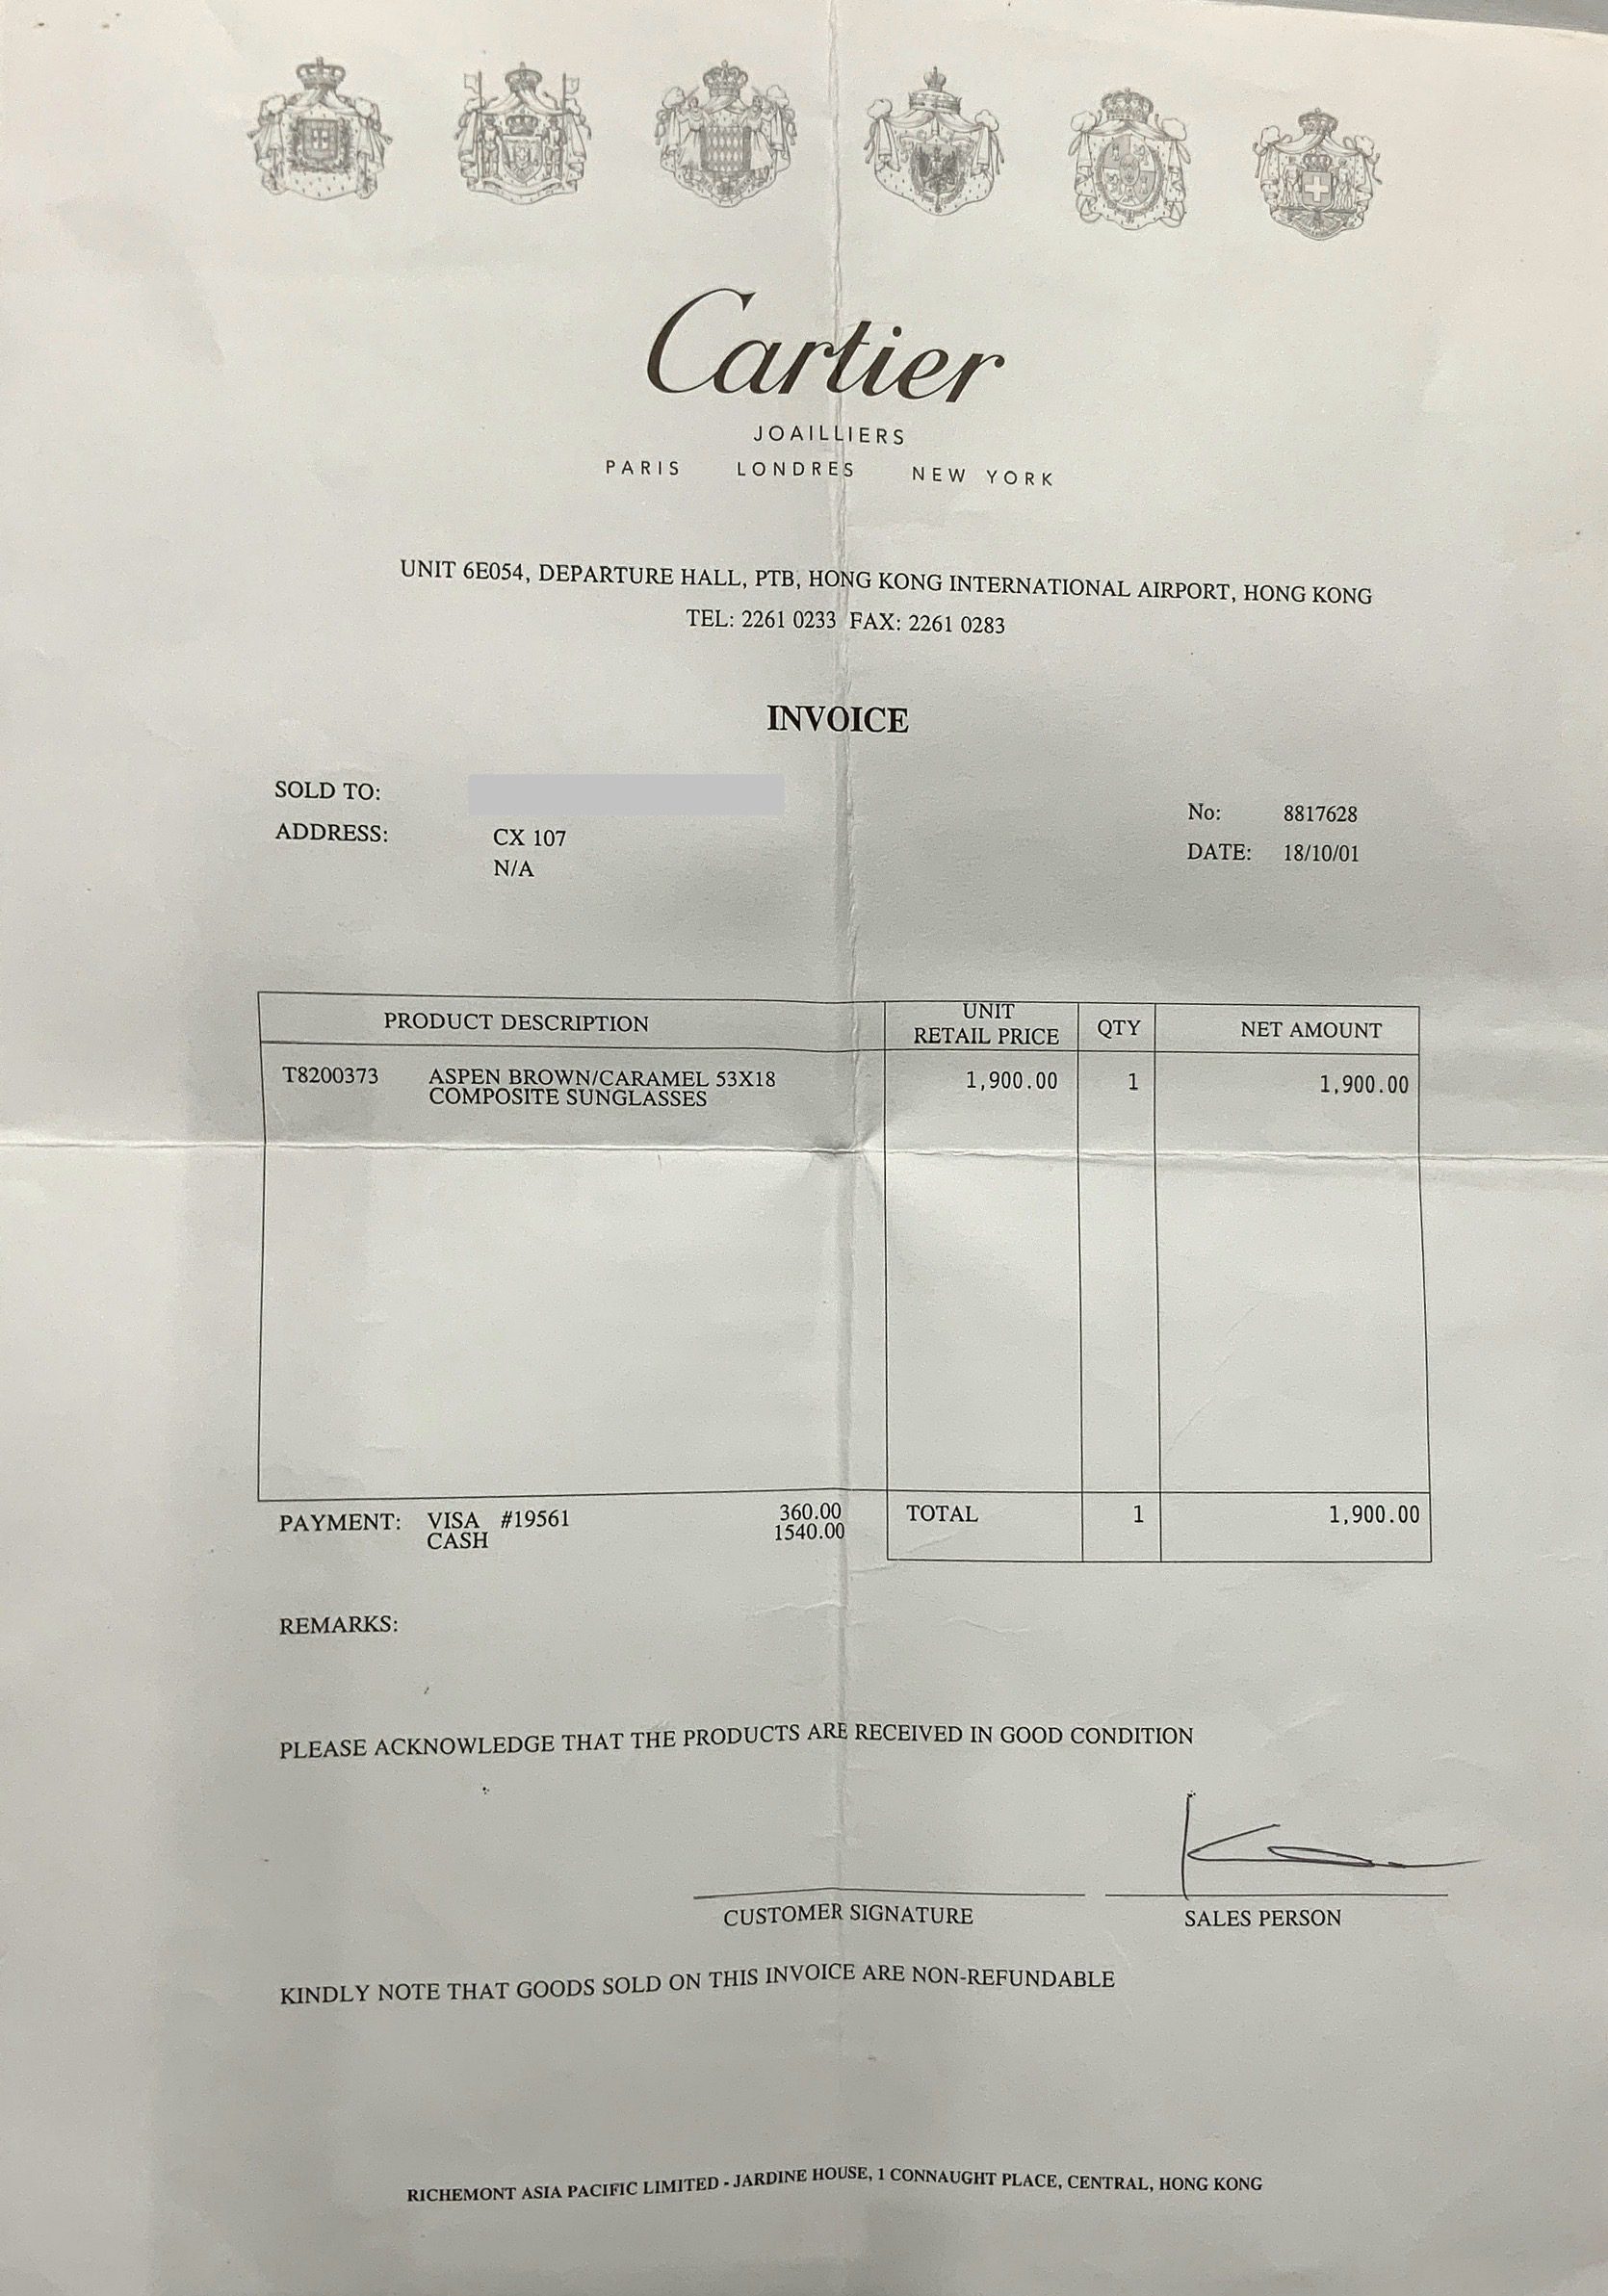 Cartier
JOAILLIERS
PARIS LONDRES NEW YORK
UNIT 6E054, DEPARTURE HALL, PTB, HONG KONG INTERNATIONAL AIRPORT, HONG KONG
TEL: 2261 0233 FAX: 2261 0283
INVOICE
SOLD TO:
No: 8817628
ADDRESS: CX 107
DATE: 18/10/01
N/A
PRODUCT DESCRIPTION UNIT RETAIL PRICE QTY NET AMOUNT
T8200373 ASPEN BROWN/CARAMEL 53X18 1,900.00 1 1,900.00
COMPOSITE SUNGLASSES
PAYMENT: VISA #19561 360.00 TOTAL 1 1,900.00
CASH 1540.00
REMARKS:
PLEASE ACKNOWLEDGE THAT THE PRODUCTS ARE RECEIVED IN GOOD CONDITION
CUSTOMER SIGNATURE SALES PERSON
KINDLY NOTE THAT GOODS SOLD ON THIS INVOICE ARE NON-REFUNDABLE
RICHEMONT ASIA PACIFIC LIMITED - JARDINE HOUSE, 1 CONNAUGHT PLACE, CENTRAL, HONG KONG